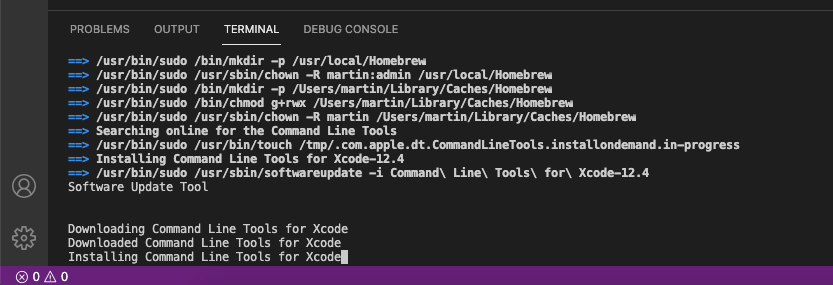 PROBLEMS OUTPUT TERMINAL DEBUG CONSOLE
==> /usr/bin/sudo /bin/mkdir -p /usr/local/Homebrew
==> /usr/bin/sudo /usr/sbin/chown -R martin:admin /usr/local/Homebrew
==> /usr/bin/sudo /bin/mkdir -p /Users/martin/Library/Caches/Homebrew
==> /usr/bin/sudo /bin/chmod g+rwx /Users/martin/Library/Caches/Homebrew
==> /usr/bin/sudo /usr/sbin/chown -R martin /Users/martin/Library/Caches/Homebrew
==> Searching online for the Command Line Tools
==> /usr/bin/sudo /usr/bin/touch /tmp/.com.apple.dt.CommandLineTools.installondemand.in-progress
==> Installing Command Line Tools for Xcode-12.4
==> /usr/bin/sudo /usr/sbin/softwareupdate -i Command\ Line\ Tools\ for\ Xcode-12.4
Software Update Tool
Downloading Command Line Tools for Xcode
Downloaded Command Line Tools for Xcode
Installing Command Line Tools for Xcode
0 0